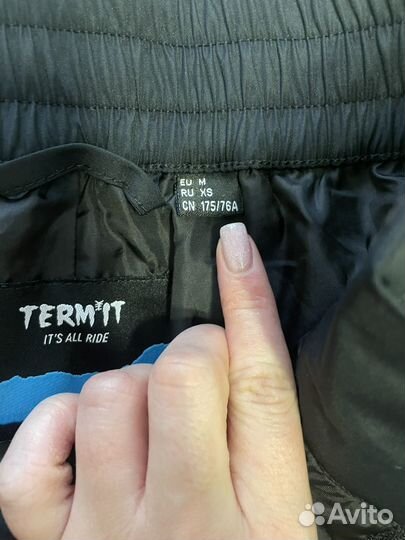 EU M
RU XS
CN 175/76A
TERMIT
IT'S ALL RIDE
Avito